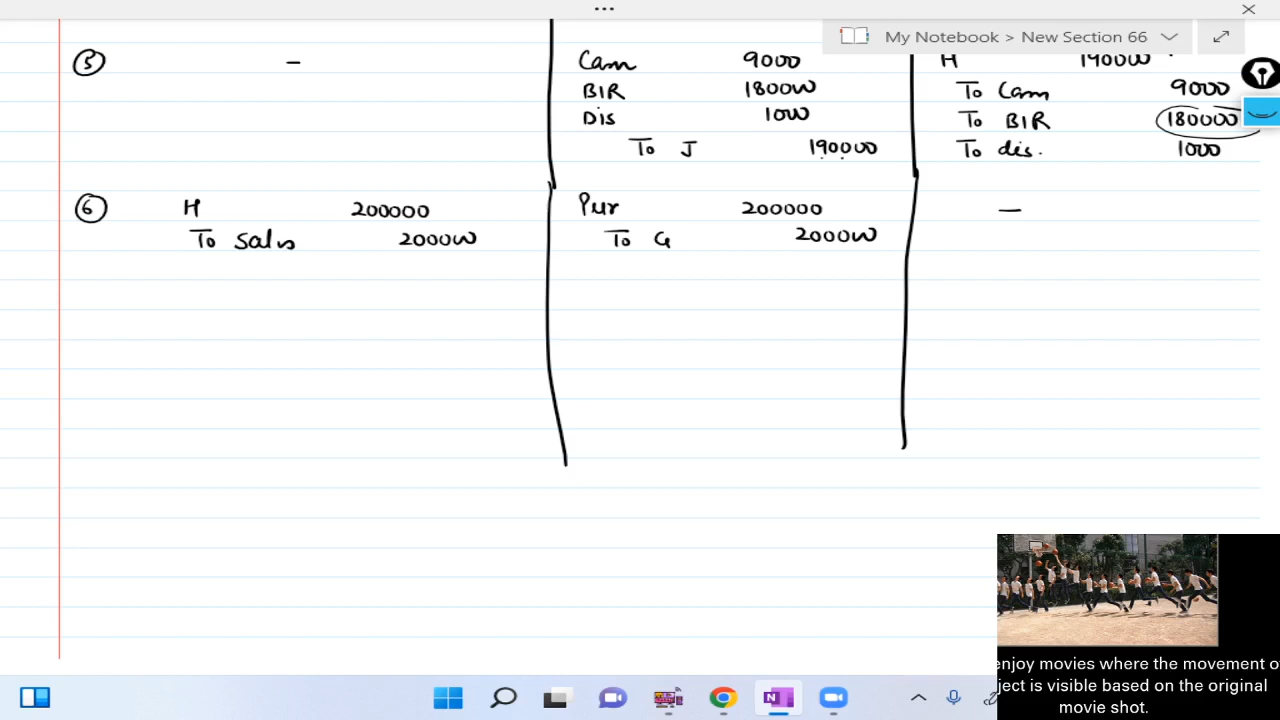 ...
My Notebook > New Section 66
⑤ – Cam 9000 H 190000
BIR 180000 To Cam 9000
Dis 1000 To BIR 180000
To J 190000 To dis. 1000
⑥ H 200000 Pur 200000 –
To Sales 200000 To G 200000
enjoy movies where the movement o
ject is visible based on the original
movie shot.